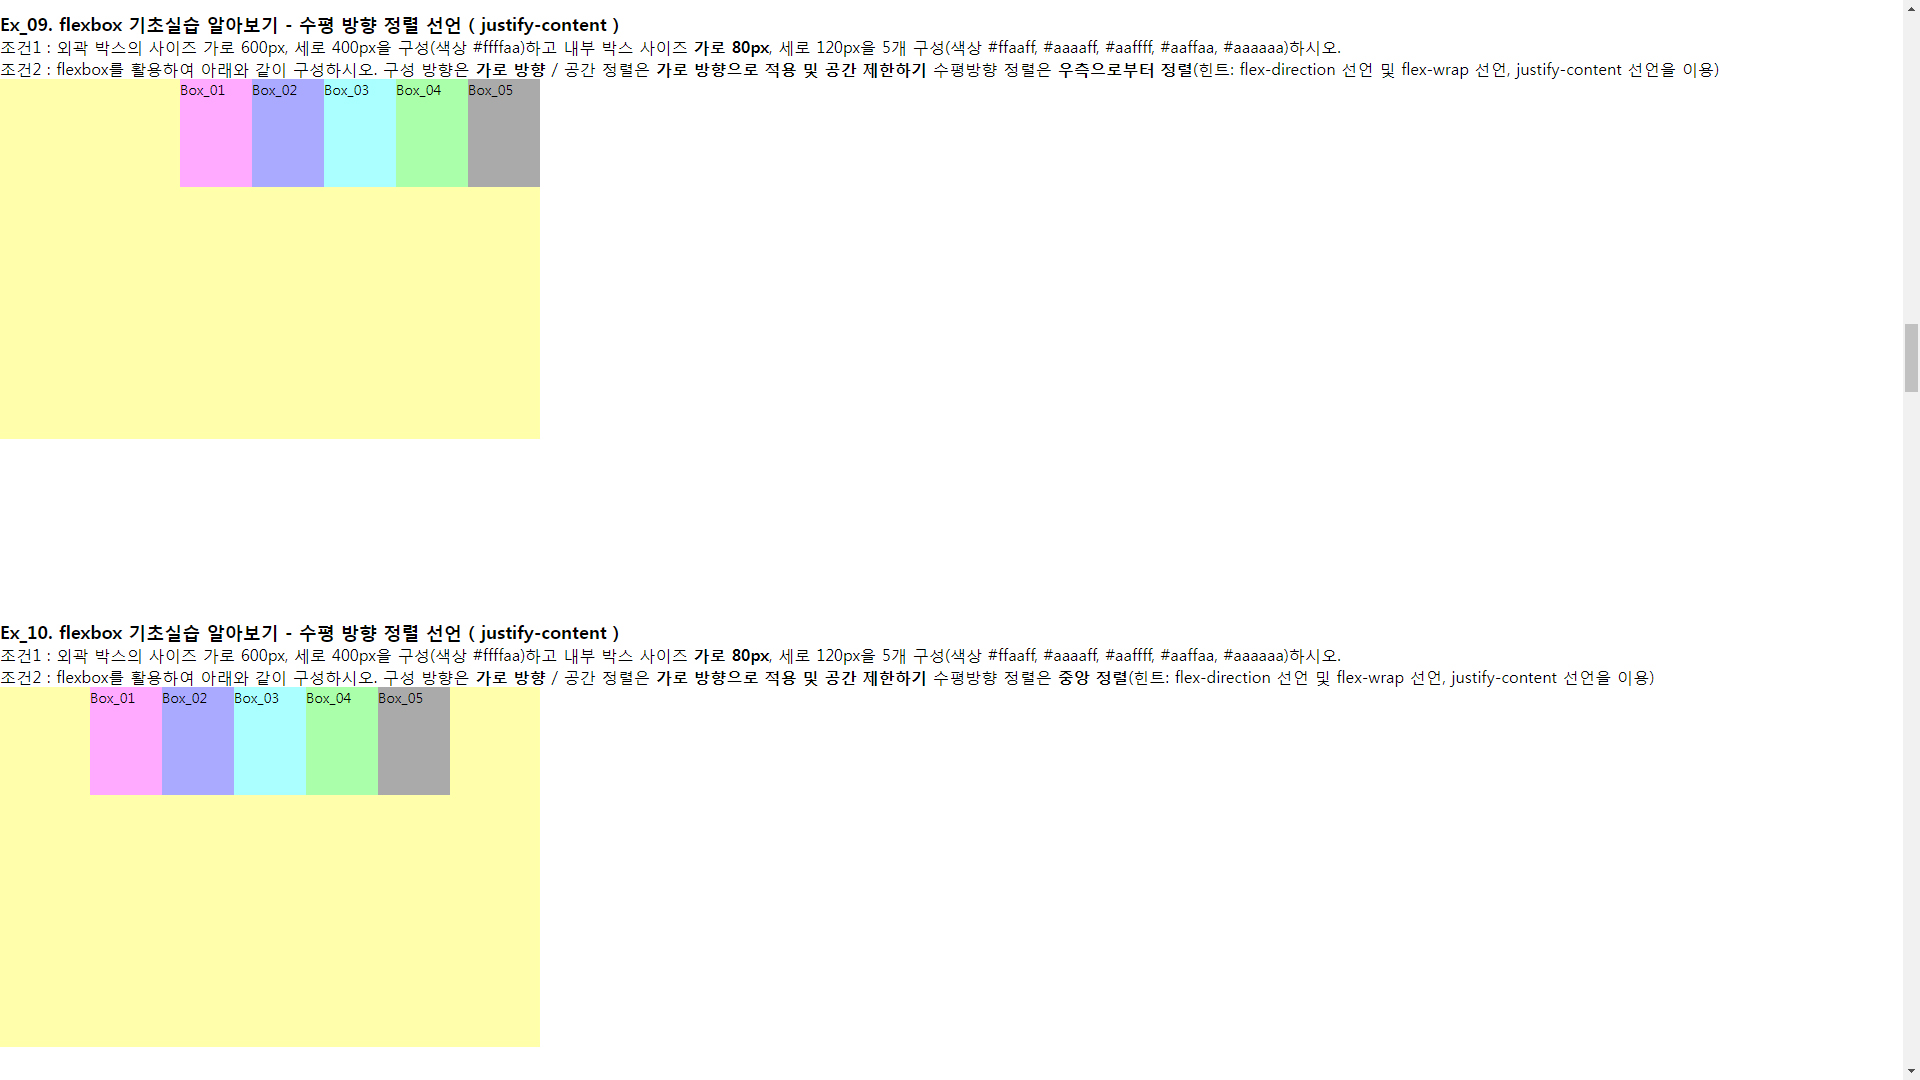 Ex_09. flexbox 기초실습 알아보기 - 수평 방향 정렬 선언 ( justify-content )
조건1 : 외곽 박스의 사이즈 가로 600px, 세로 400px을 구성(색상 #ffffaa)하고 내부 박스 사이즈 가로 80px, 세로 120px을 5개 구성(색상 #ffaaff, #aaaaff, #aaffff, #aaffaa, #aaaaaa)하시오.
조건2 : flexbox를 활용하여 아래와 같이 구성하시오. 구성 방향은 가로 방향 / 공간 정렬은 가로 방향으로 적용 및 공간 제한하기 수평방향 정렬은 우측으로부터 정렬(힌트: flex-direction 선언 및 flex-wrap 선언, justify-content 선언을 이용)
Box_01 Box_02 Box_03 Box_04 Box_05
Ex_10. flexbox 기초실습 알아보기 - 수평 방향 정렬 선언 ( justify-content )
조건1 : 외곽 박스의 사이즈 가로 600px, 세로 400px을 구성(색상 #ffffaa)하고 내부 박스 사이즈 가로 80px, 세로 120px을 5개 구성(색상 #ffaaff, #aaaaff, #aaffff, #aaffaa, #aaaaaa)하시오.
조건2 : flexbox를 활용하여 아래와 같이 구성하시오. 구성 방향은 가로 방향 / 공간 정렬은 가로 방향으로 적용 및 공간 제한하기 수평방향 정렬은 중앙 정렬(힌트: flex-direction 선언 및 flex-wrap 선언, justify-content 선언을 이용)
Box_01 Box_02 Box_03 Box_04 Box_05